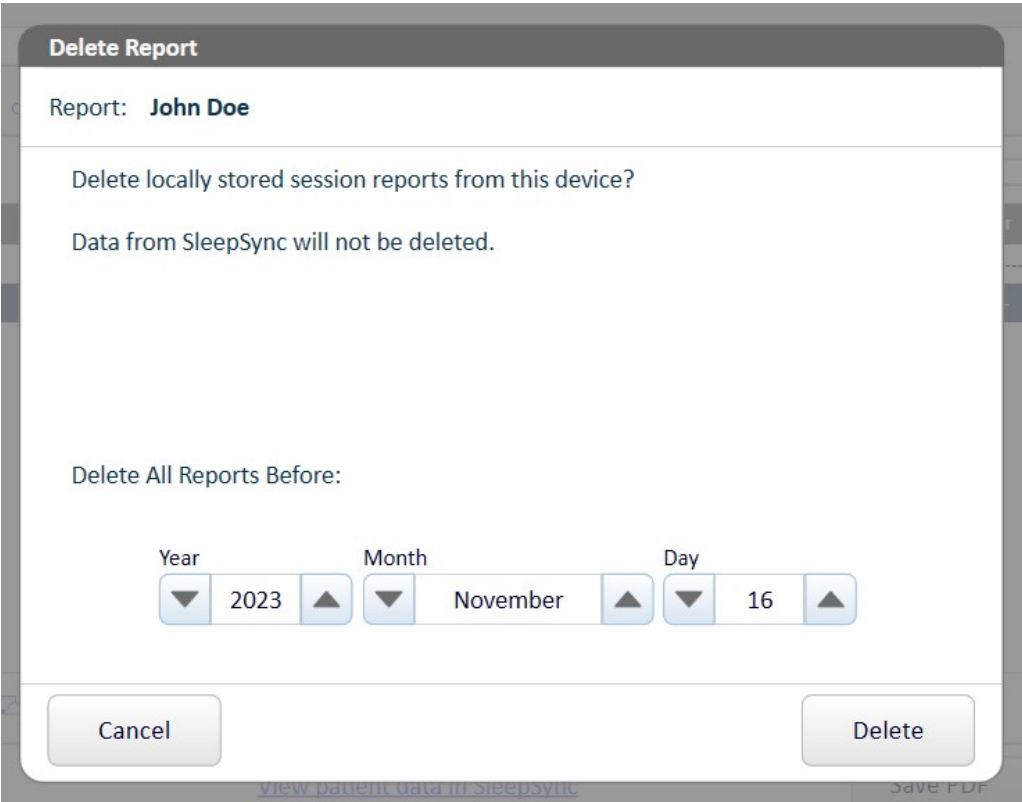 Delete Report
Report: John Doe
Delete locally stored session reports from this device?
Data from SleepSync will not be deleted.
Delete All Reports Before:
Year Month Day
2023 November 16
Cancel Delete
View patient data in SleepSync Save PDF